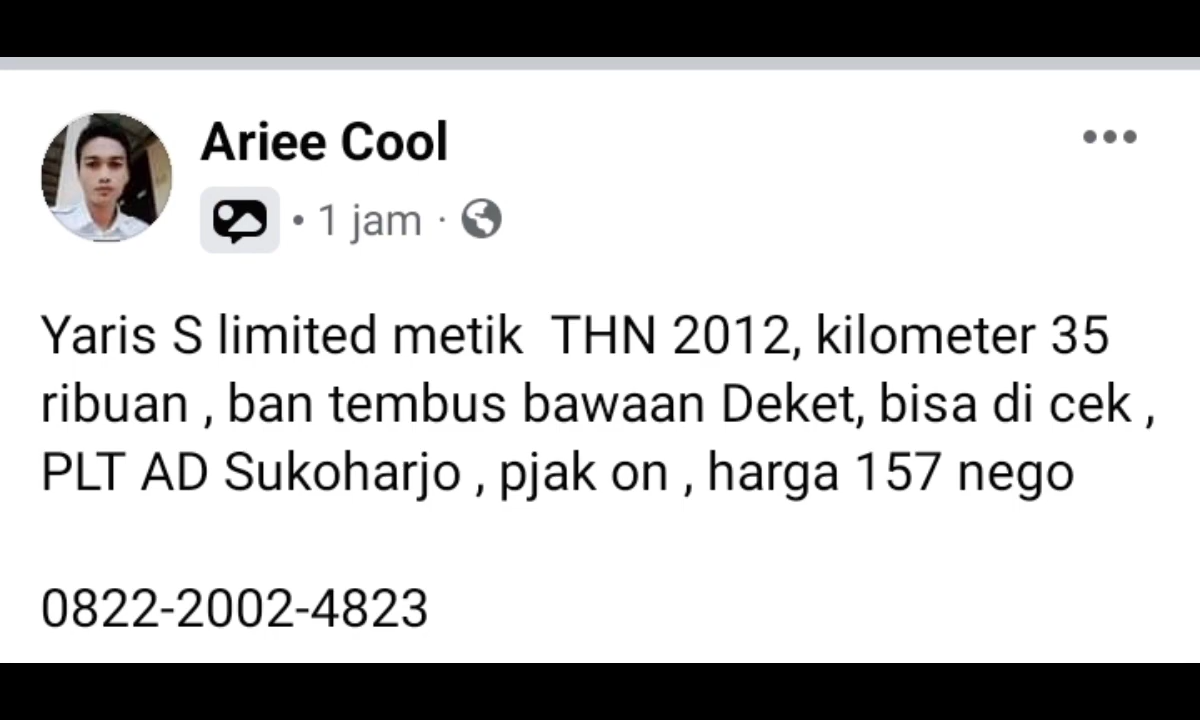 Ariee Cool
• 1 jam ·
Yaris S limited metik  THN 2012, kilometer 35
ribuan , ban tembus bawaan Deket, bisa di cek ,
PLT AD Sukoharjo , pjak on , harga 157 nego
0822-2002-4823